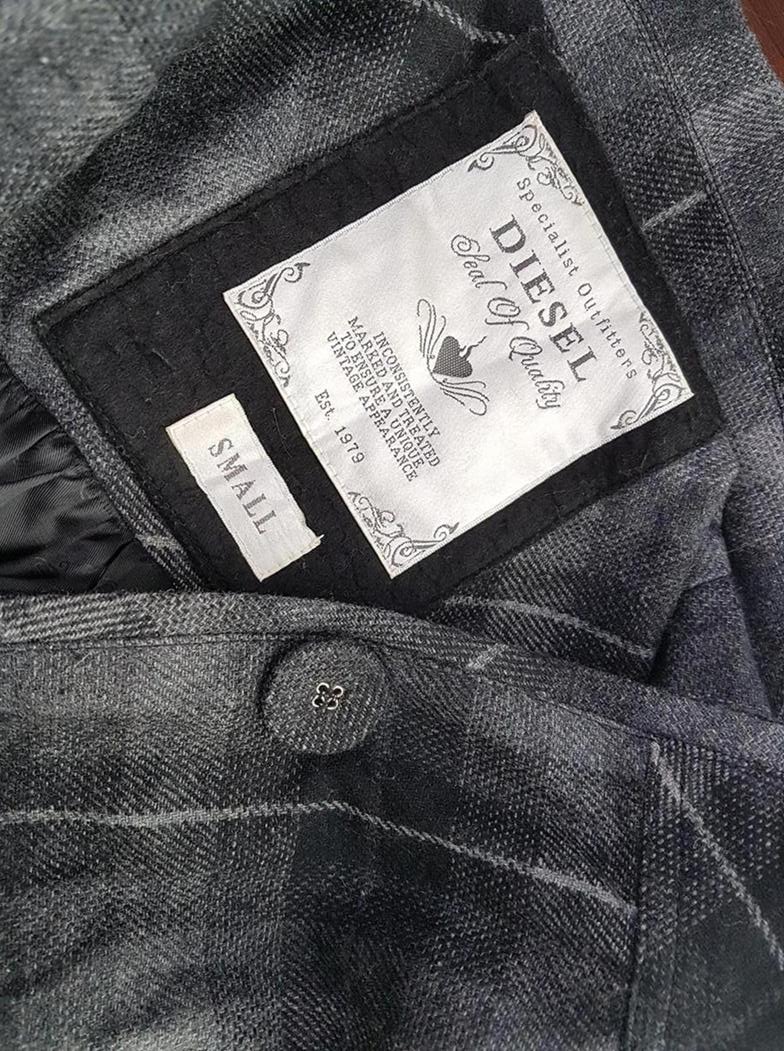 Specialist Outfitters
DIESEL
Seal Of Quality
INCONSISTENTLY
MARKED AND TREATED
TO ENSURE A UNIQUE
VINTAGE APPEARANCE
Est. 1979
SMALL